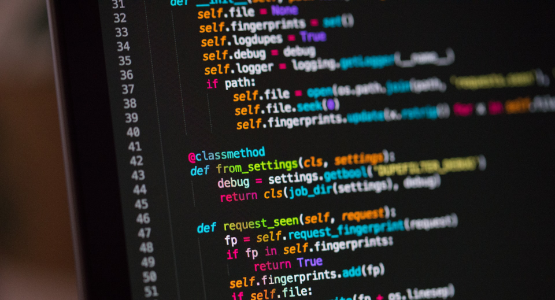 31 def __init__(self,
32 self.file = None
33 self.fingerprints = set()
34 self.logdupes = True
35 self.debug = debug
36 self.logger = logging.getLogger(__name__)
37 if path:
38 self.file = open(os.path.join(path, 'requests.seen'),
39 self.file.seek(0)
40 self.fingerprints.update(x.rstrip() for x in self.
41
42 @classmethod
43 def from_settings(cls, settings):
44 debug = settings.getbool('DUPEFILTER_DEBUG')
45 return cls(job_dir(settings), debug)
46
47 def request_seen(self, request):
48 fp = self.request_fingerprint(request)
49 if fp in self.fingerprints:
50 return True
51 self.fingerprints.add(fp)
if self.file:
fp + os.linesep)